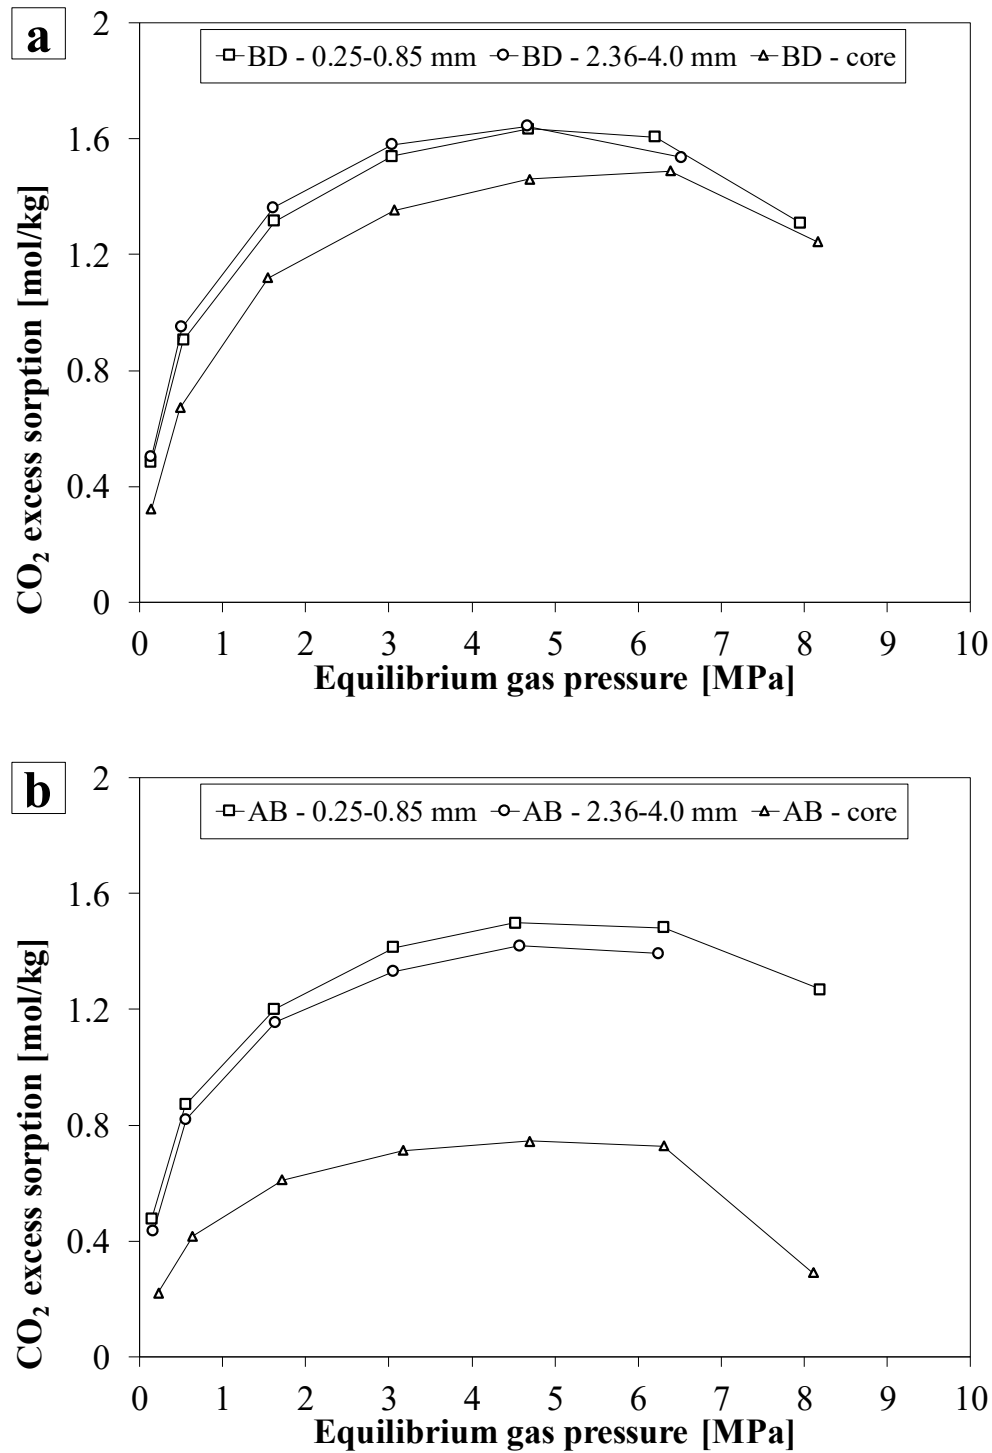 a
2
BD - 0.25-0.85 mm BD - 2.36-4.0 mm BD - core
1.6
1.2
0.8
0.4
0
CO₂ excess sorption [mol/kg]
0 1 2 3 4 5 6 7 8 9 10
Equilibrium gas pressure [MPa]
b
2
AB - 0.25-0.85 mm AB - 2.36-4.0 mm AB - core
1.6
1.2
0.8
0.4
0
CO₂ excess sorption [mol/kg]
0 1 2 3 4 5 6 7 8 9 10
Equilibrium gas pressure [MPa]